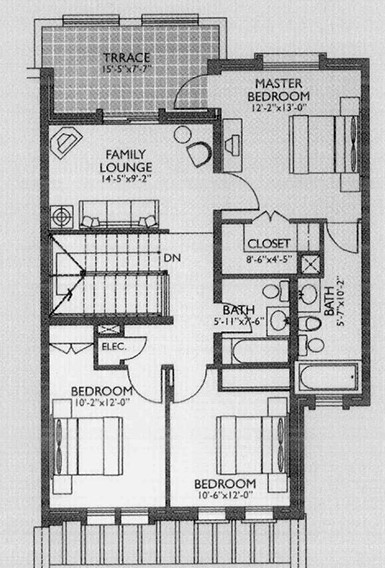 TRRACE
15'-5"x7'-7"
MASTER
BEDROOM
12'-2"x13'-0"
FAMILY
LOUNGE
14'-5"x9'-2"
CLOSET
8'-6"x4'-5"
DN
BATH
5'-11"x7'-6"
BATH
5'-7"x10'-2"
ELEC.
BEDROOM
10'-2"x12'-0"
BEDROOM
10'-6"x12'-0"